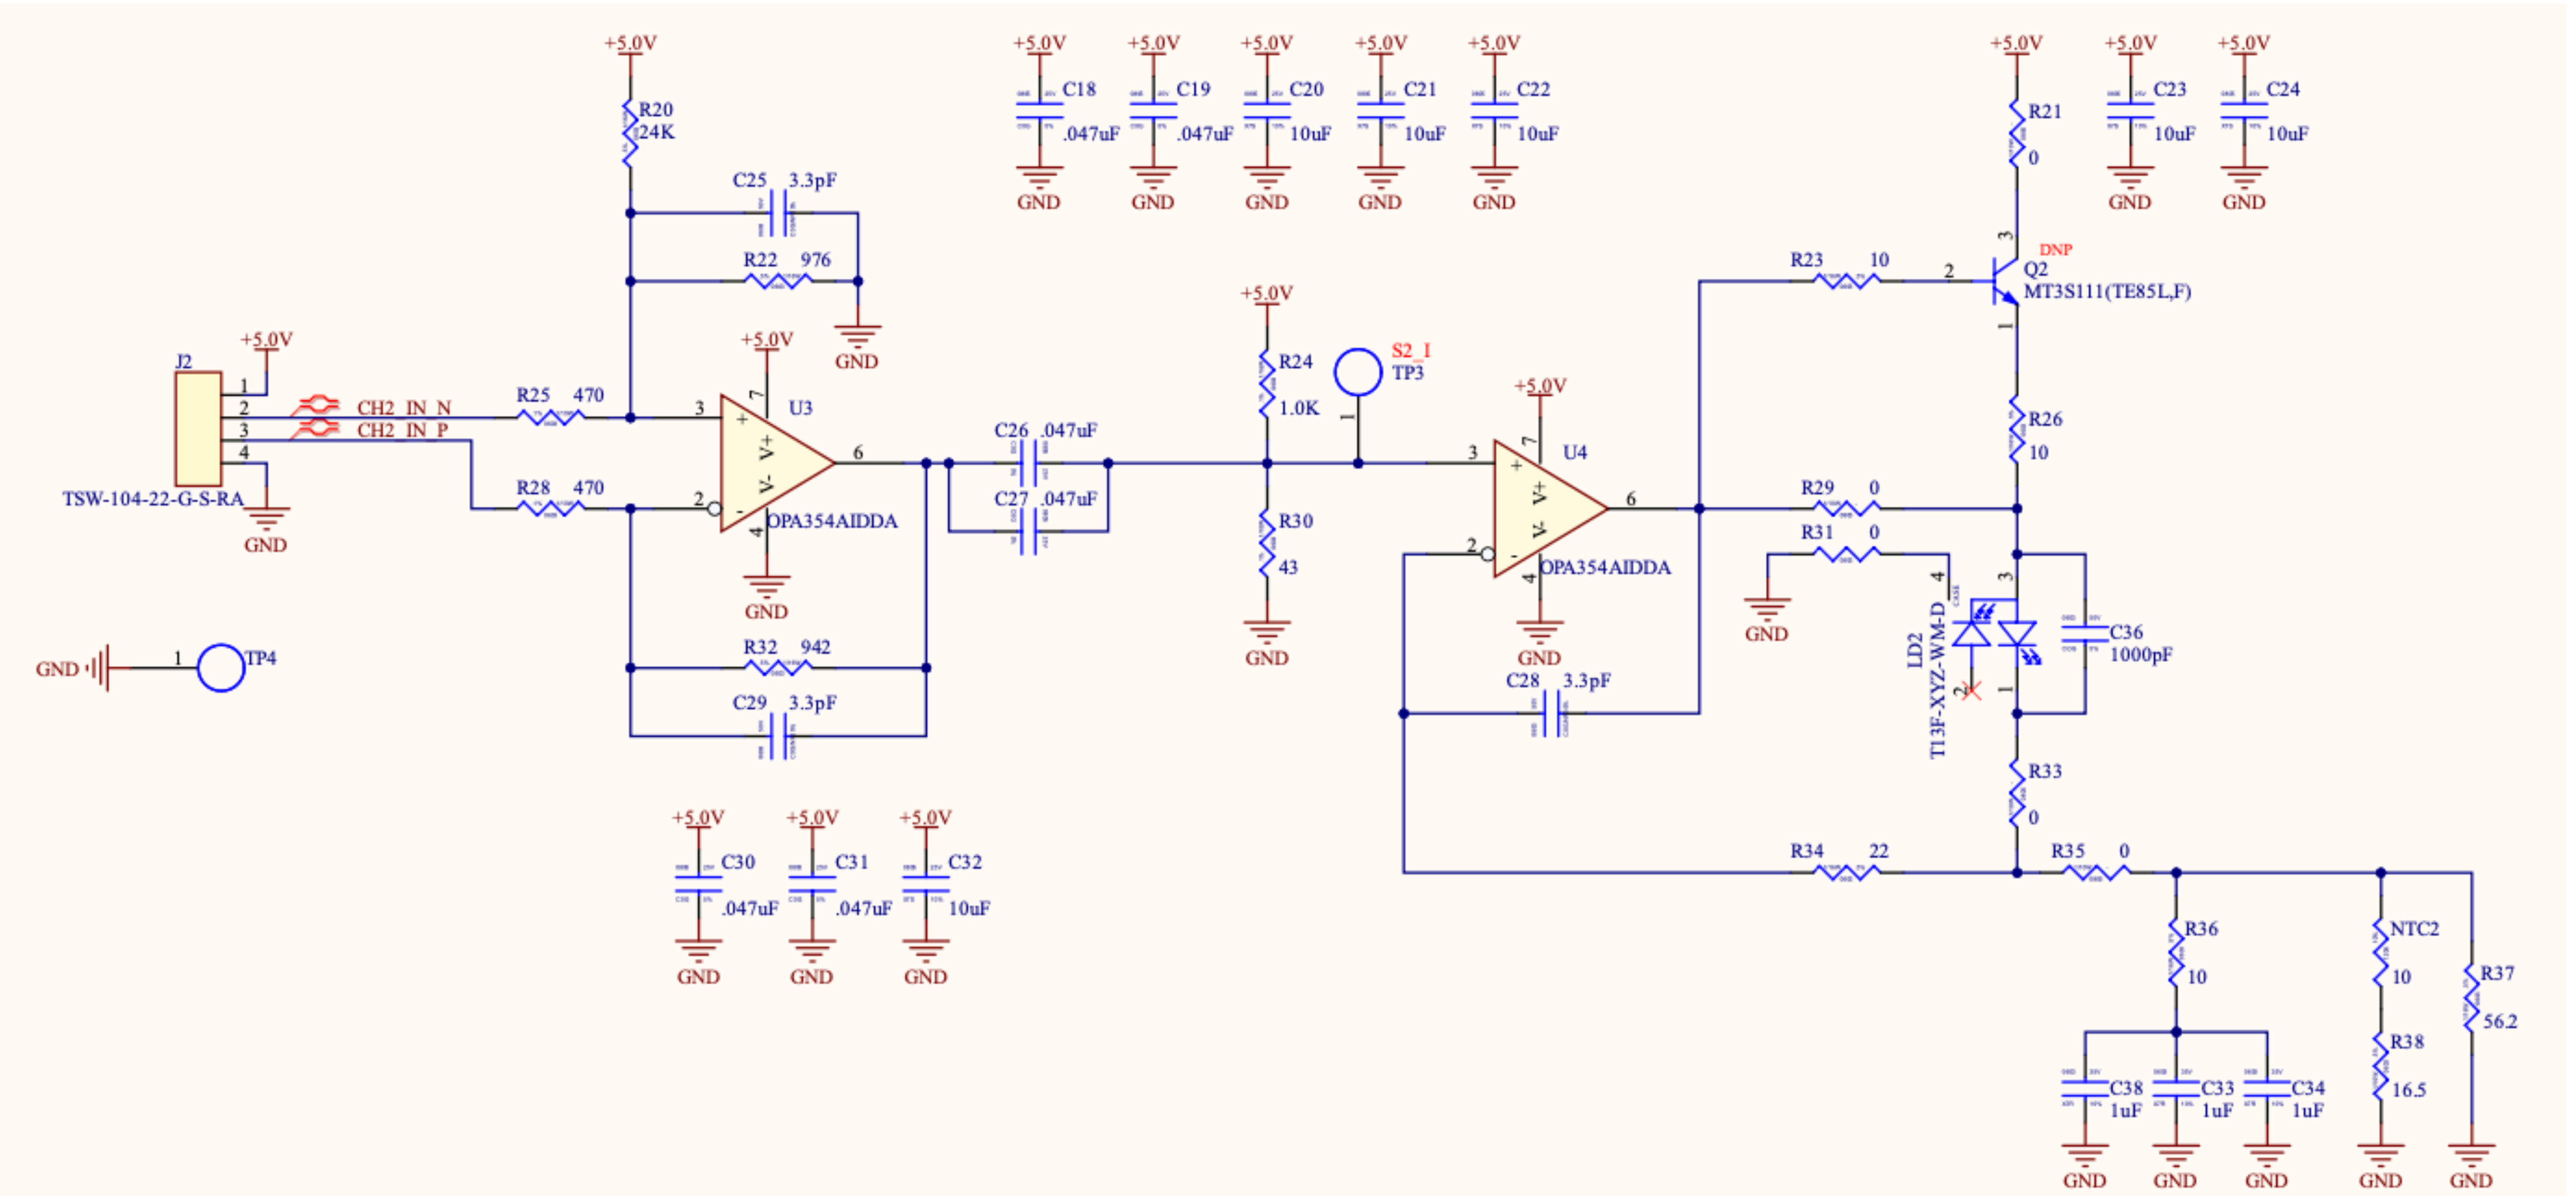 +5.0V
+5.0V
+5.0V
+5.0V
+5.0V
+5.0V
+5.0V
+5.0V
+5.0V
R20
24K
C18
.047uF
C19
.047uF
C20
10uF
C21
10uF
C22
10uF
R21
0
C23
10uF
C24
10uF
GND
GND
GND
GND
GND
GND
GND
C25 3.3pF
R22 976
GND
R23 10
2
3
DNP
Q2
MT3S111(TE85L,F)
1
J2
+5.0V
1
2
3
4
TSW-104-22-G-S-RA
GND
CH2_IN_N
CH2_IN_P
R25 470
R28 470
+5.0V
7
3
+
V+
U3
6
2
-
V-
4
OPA354AIDDA
GND
C26 .047uF
C27 .047uF
+5.0V
R24
1.0K
S2_I
TP3
1
R30
43
GND
+5.0V
7
3
+
V+
U4
6
2
-
V-
4
OPA354AIDDA
GND
R26
10
R29 0
R31 0
GND
4
CASE
3
LD2
T13F-XYZ-WM-D
2
1
C36
1000pF
GND
1
TP4
R32 942
C29 3.3pF
C28 3.3pF
R33
0
+5.0V
+5.0V
+5.0V
C30
.047uF
C31
.047uF
C32
10uF
GND
GND
GND
R34 22
R35 0
R36
10
NTC2
10
R37
56.2
R38
16.5
C38
1uF
C33
1uF
C34
1uF
GND
GND
GND
GND
GND